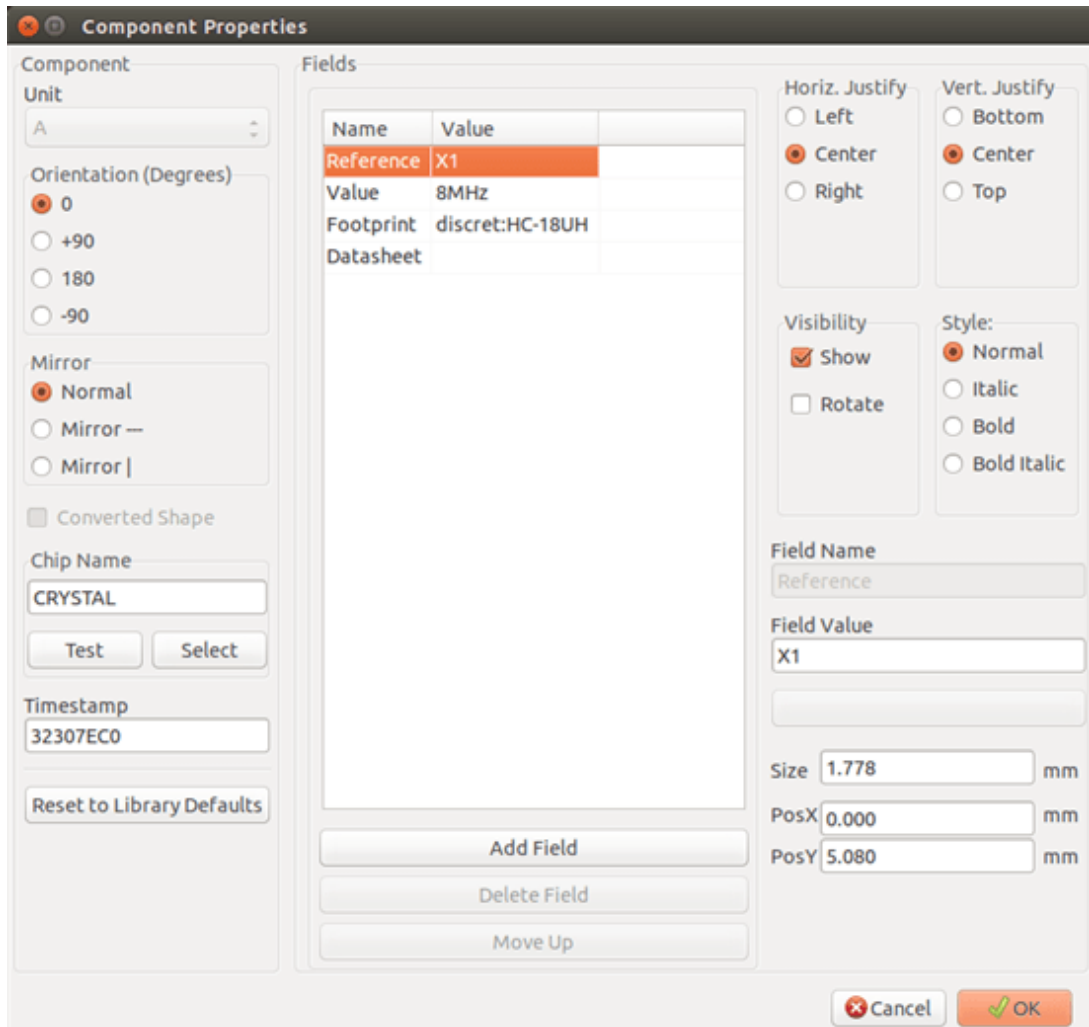 Component Properties
Component
Unit
A
Orientation (Degrees)
0
+90
180
-90
Mirror
Normal
Mirror ---
Mirror |
Converted Shape
Chip Name
CRYSTAL
Test Select
Timestamp
32307EC0
Reset to Library Defaults
Fields
Name Value
Reference X1
Value 8MHz
Footprint discret:HC-18UH
Datasheet
Add Field
Delete Field
Move Up
Horiz. Justify
Left
Center
Right
Vert. Justify
Bottom
Center
Top
Visibility
Show
Rotate
Style:
Normal
Italic
Bold
Bold Italic
Field Name
Reference
Field Value
X1
Size 1.778 mm
PosX 0.000 mm
PosY 5.080 mm
Cancel OK